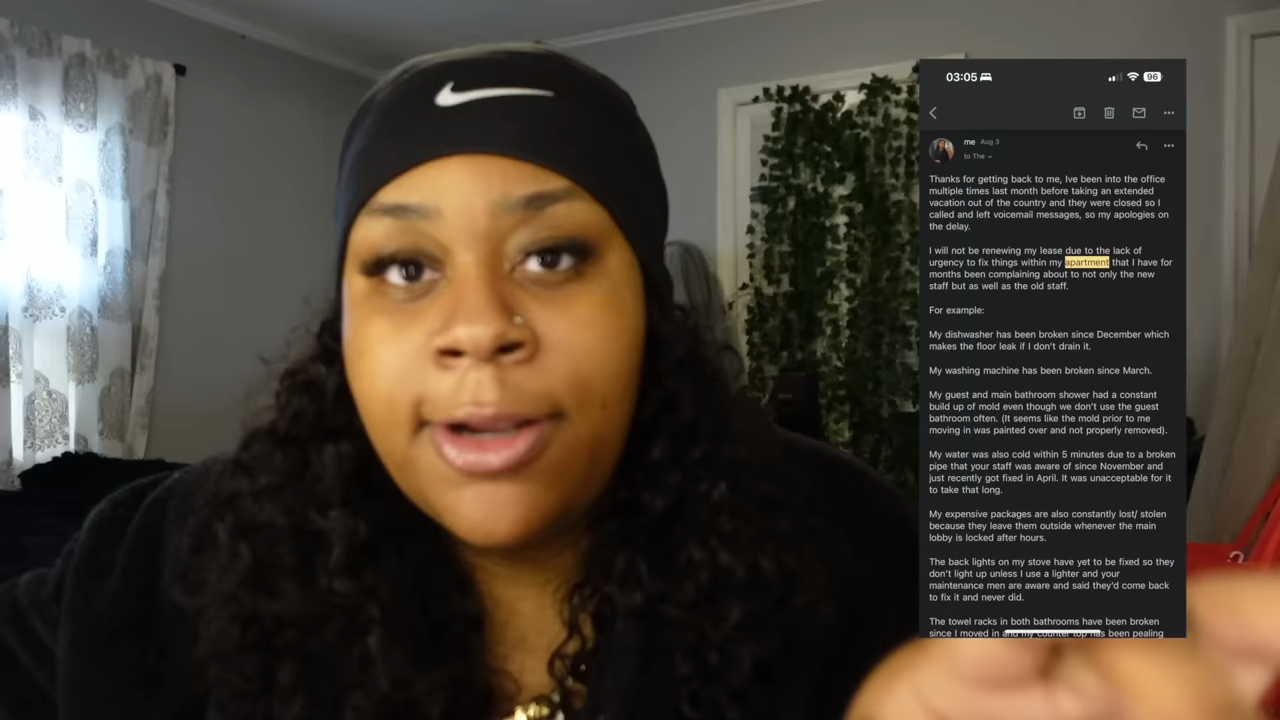 03:05
96
me Aug 3
to The
Thanks for getting back to me, Ive been into the office
multiple times last month before taking an extended
vacation out of the country and they were closed so I
called and left voicemail messages, so my apologies on
the delay.
I will not be renewing my lease due to the lack of
urgency to fix things within my apartment that I have for
months been complaining about to not only the new
staff but as well as the old staff.
For example:
My dishwasher has been broken since December which
makes the floor leak if I don't drain it.
My washing machine has been broken since March.
My guest and main bathroom shower had a constant
build up of mold even though we don't use the guest
bathroom often. (It seems like the mold prior to me
moving in was painted over and not properly removed).
My water was also cold within 5 minutes due to a broken
pipe that your staff was aware of since November and
just recently got fixed in April. It was unacceptable for it
to take that long.
My expensive packages are also constantly lost/ stolen
because they leave them outside whenever the main
lobby is locked after hours.
The back lights on my stove have yet to be fixed so they
don't light up unless I use a lighter and your
maintenance men are aware and said they'd come back
to fix it and never did.
The towel racks in both bathrooms have been broken
since I moved in and my counter top has been pealing